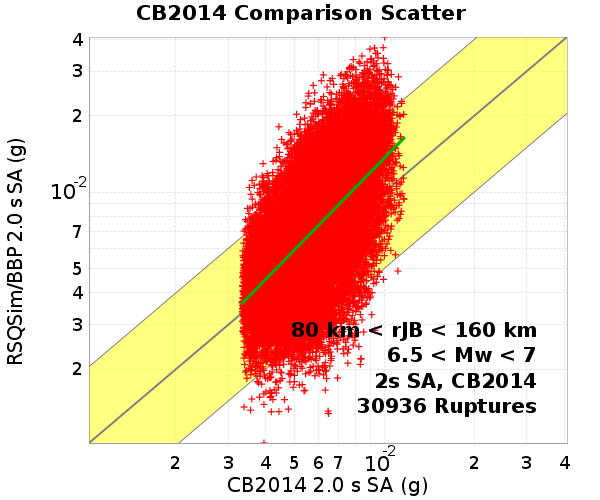 CB2014 Comparison Scatter
4
3
2
10-2
7
5
4
3
2
RSQSim/BBP 2.0 s SA (g)
80 km < rJB < 160 km
6.5 < Mw < 7
2s SA, CB2014
30936 Ruptures
2 3 4 5 6 7 10-2 2 3 4
CB2014 2.0 s SA (g)